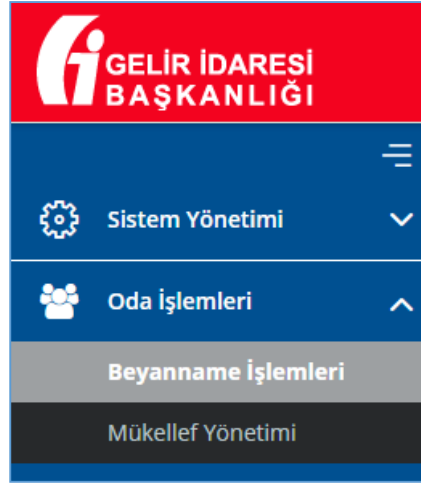 GELİR İDARESİ
BAŞKANLIĞI
Sistem Yönetimi
Oda İşlemleri
Beyanname İşlemleri
Mükellef Yönetimi